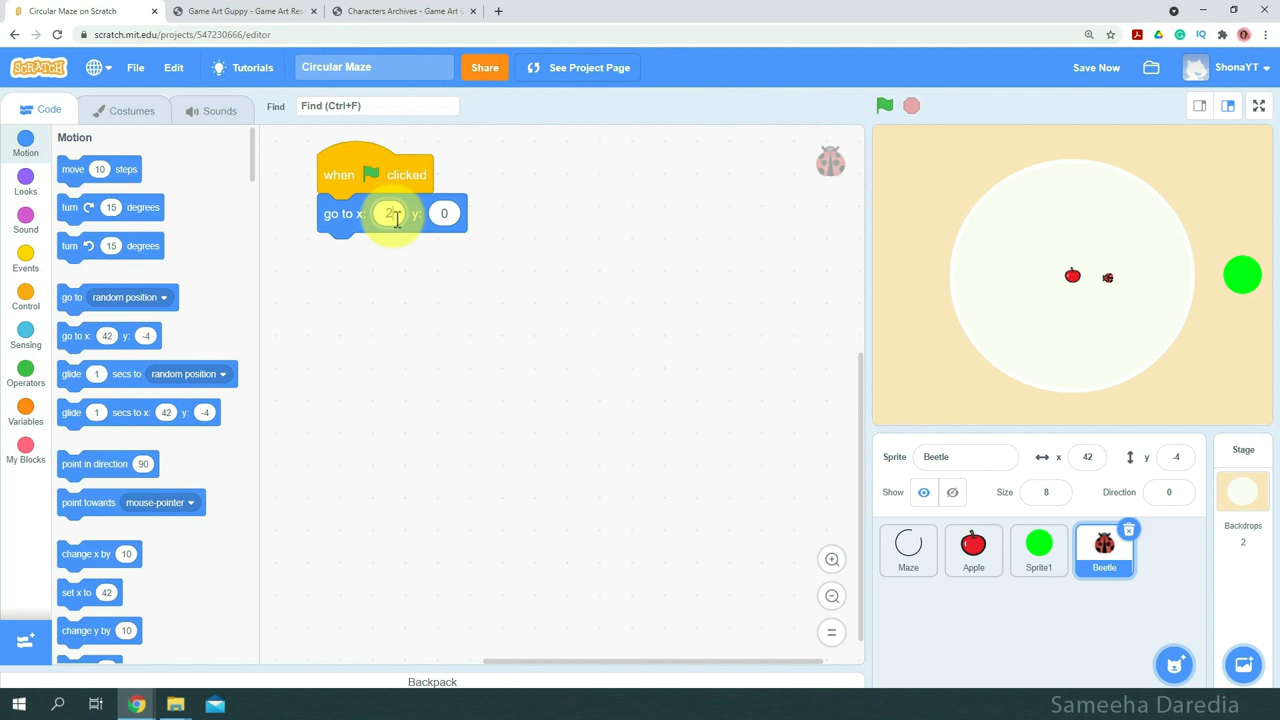 Circular Maze on Scratch
Game Art Guppy - Game Art Res
Characters Archives - Game Art G
scratch.mit.edu/projects/547230666/editor
SCRATCH
File
Edit
Tutorials
Circular Maze
Share
See Project Page
Save Now
ShonaYT
Code
Costumes
Sounds
Find
Find (Ctrl+F)
Motion
Looks
Sound
Events
Control
Sensing
Operators
Variables
My Blocks
Motion
move 10 steps
turn 15 degrees
turn 15 degrees
go to random position
go to x: 42 y: -4
glide 1 secs to random position
glide 1 secs to x: 42 y: -4
point in direction 90
point towards mouse-pointer
change x by 10
set x to 42
change y by 10
when clicked
go to x: 2 y: 0
Sprite Beetle x 42 y -4
Show Size 8 Direction 0
Maze
Apple
Sprite1
Beetle
Stage
Backdrops
2
Backpack
Sameeha Daredia